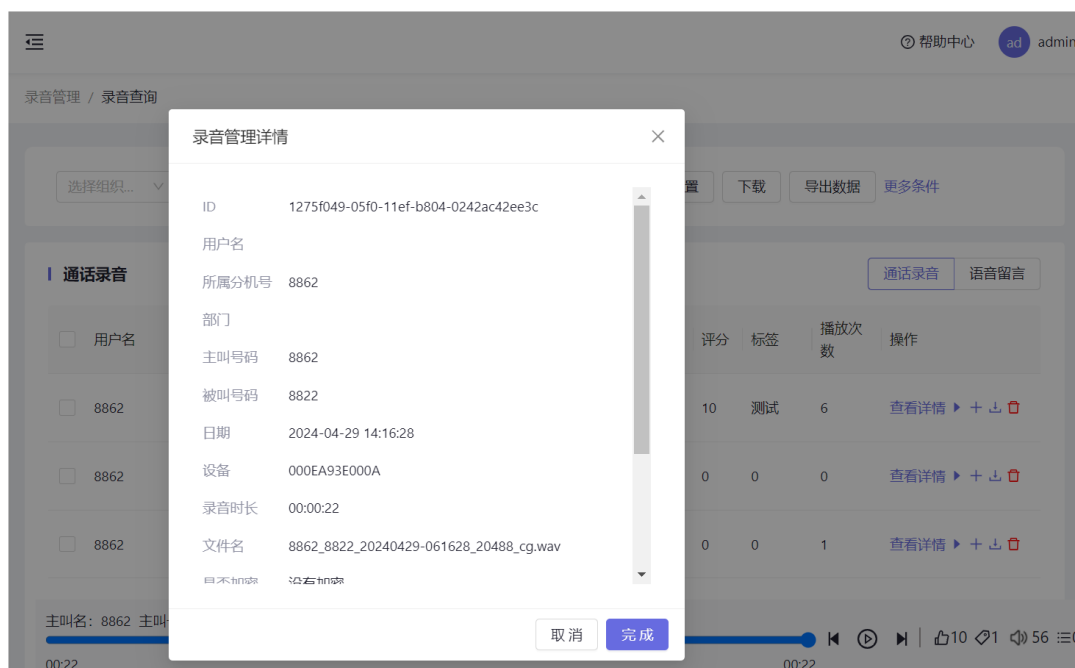 帮助中心
ad
admin
录音管理 / 录音查询
录音管理详情
选择组织...
置
下载
导出数据
更多条件
ID 1275f049-05f0-11ef-b804-0242ac42ee3c
用户名
所属分机号 8862
部门
主叫号码 8862
被叫号码 8822
日期 2024-04-29 14:16:28
设备 000EA93E000A
录音时长 00:00:22
文件名 8862_8822_20240429-061628_20488_cg.wav
是否加密 没有加密
取消
完成
通话录音
通话录音
语音留言
用户名
评分
标签
播放次
数
操作
8862
10
测试
6
查看详情
8862
0
0
0
查看详情
8862
0
0
1
查看详情
主叫名：8862 主叫
10
1
56
00:22
00:22